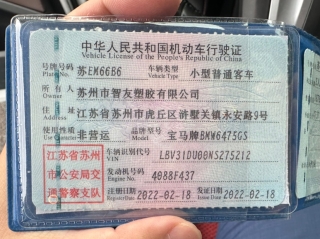 中华人民共和国机动车行驶证
Vehicle License of the People's Republic of China
号牌号码 苏EM66B6 车辆类型 小型普通客车
Plate No. Vehicle Type
所有人 苏州市智友塑胶有限公司
Owner
住址 江苏省苏州市虎丘区浒墅关镇永安路9号
Address
使用性质 非营运 品牌型号 宝马牌BMW6475GS
江苏省苏州 车辆识别代号 LBV31DU00NS275212
VIN
市公安局交 发动机号码 4088F437
Engine No.
通警察支队 注册日期 2022-02-18 发证日期 2022-02-18
Register Date Issue Date